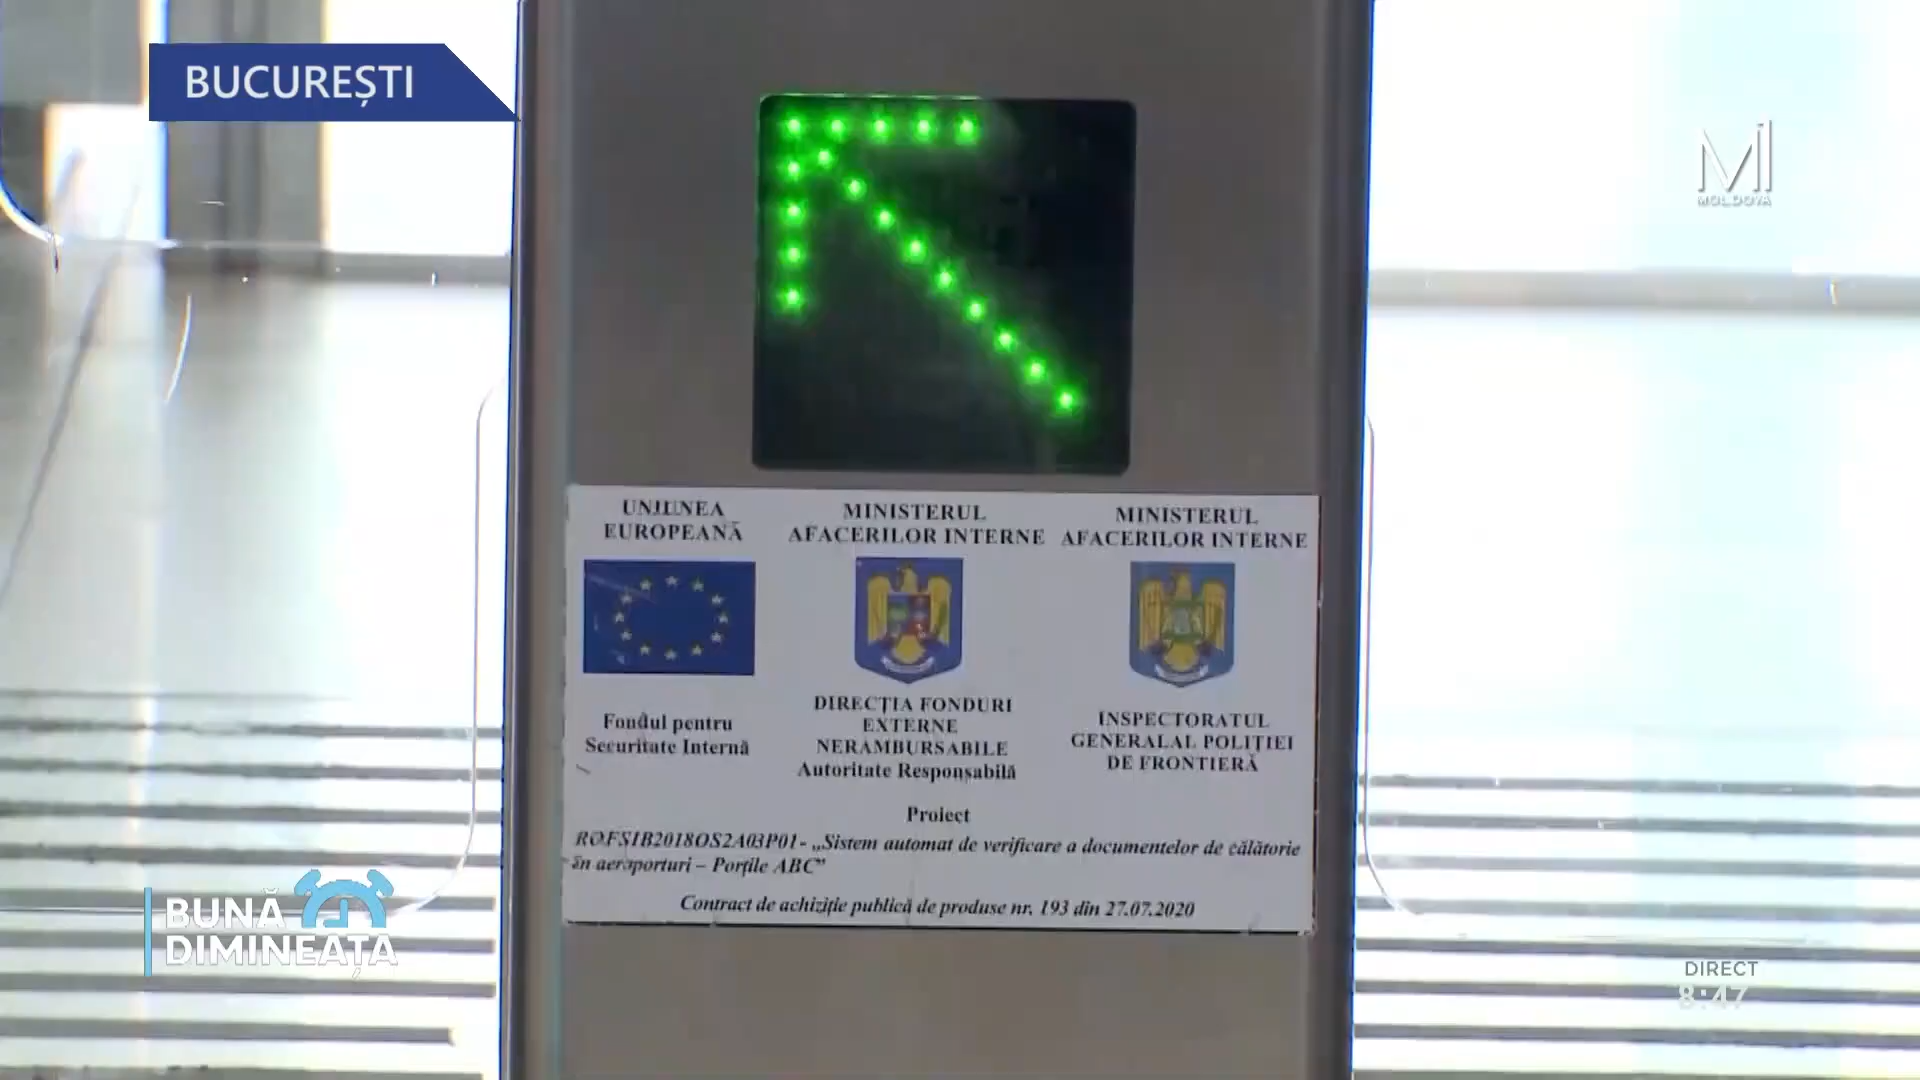 BUCUREȘTI
M1
MOLDOVA
UNIUNEA
EUROPEANĂ
Fondul pentru
Securitate Internă
MINISTERUL
AFACERILOR INTERNE
DIRECȚIA FONDURI
EXTERNE
NERAMBURSABILE
Autoritate Responsabilă
MINISTERUL
AFACERILOR INTERNE
INSPECTORATUL
GENERALAL POLIȚIEI
DE FRONTIERĂ
Proiect
ROFSIB2018OS2A03P01- „Sistem automat de verificare a documentelor de călătorie
în aeroporturi – Porțile ABC”
Contract de achiziție publică de produse nr. 193 din 27.07.2020
BUNĂ
DIMINEAȚA
DIRECT
8:47